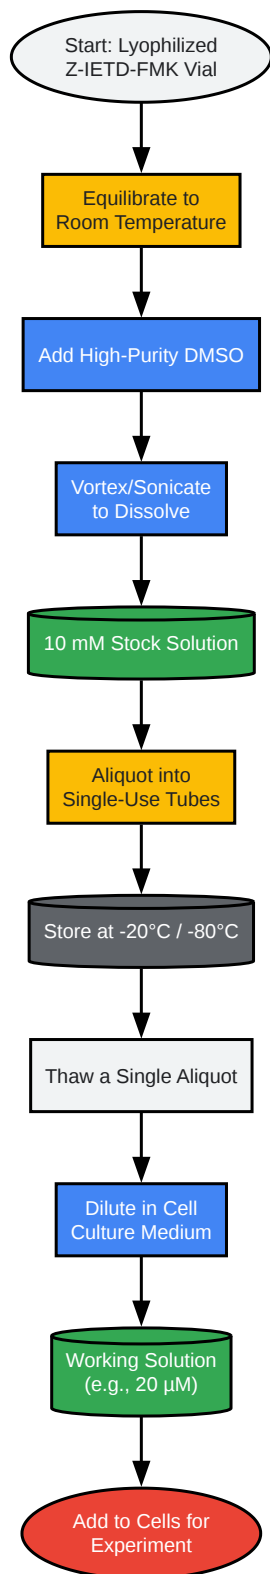 Start: Lyophilized
Z-IETD-FMK Vial
Equilibrate to
Room Temperature
Add High-Purity DMSO
Vortex/Sonicate
to Dissolve
10 mM Stock Solution
Aliquot into
Single-Use Tubes
Store at -20°C / -80°C
Thaw a Single Aliquot
Dilute in Cell
Culture Medium
Working Solution
(e.g., 20 µM)
Add to Cells for
Experiment